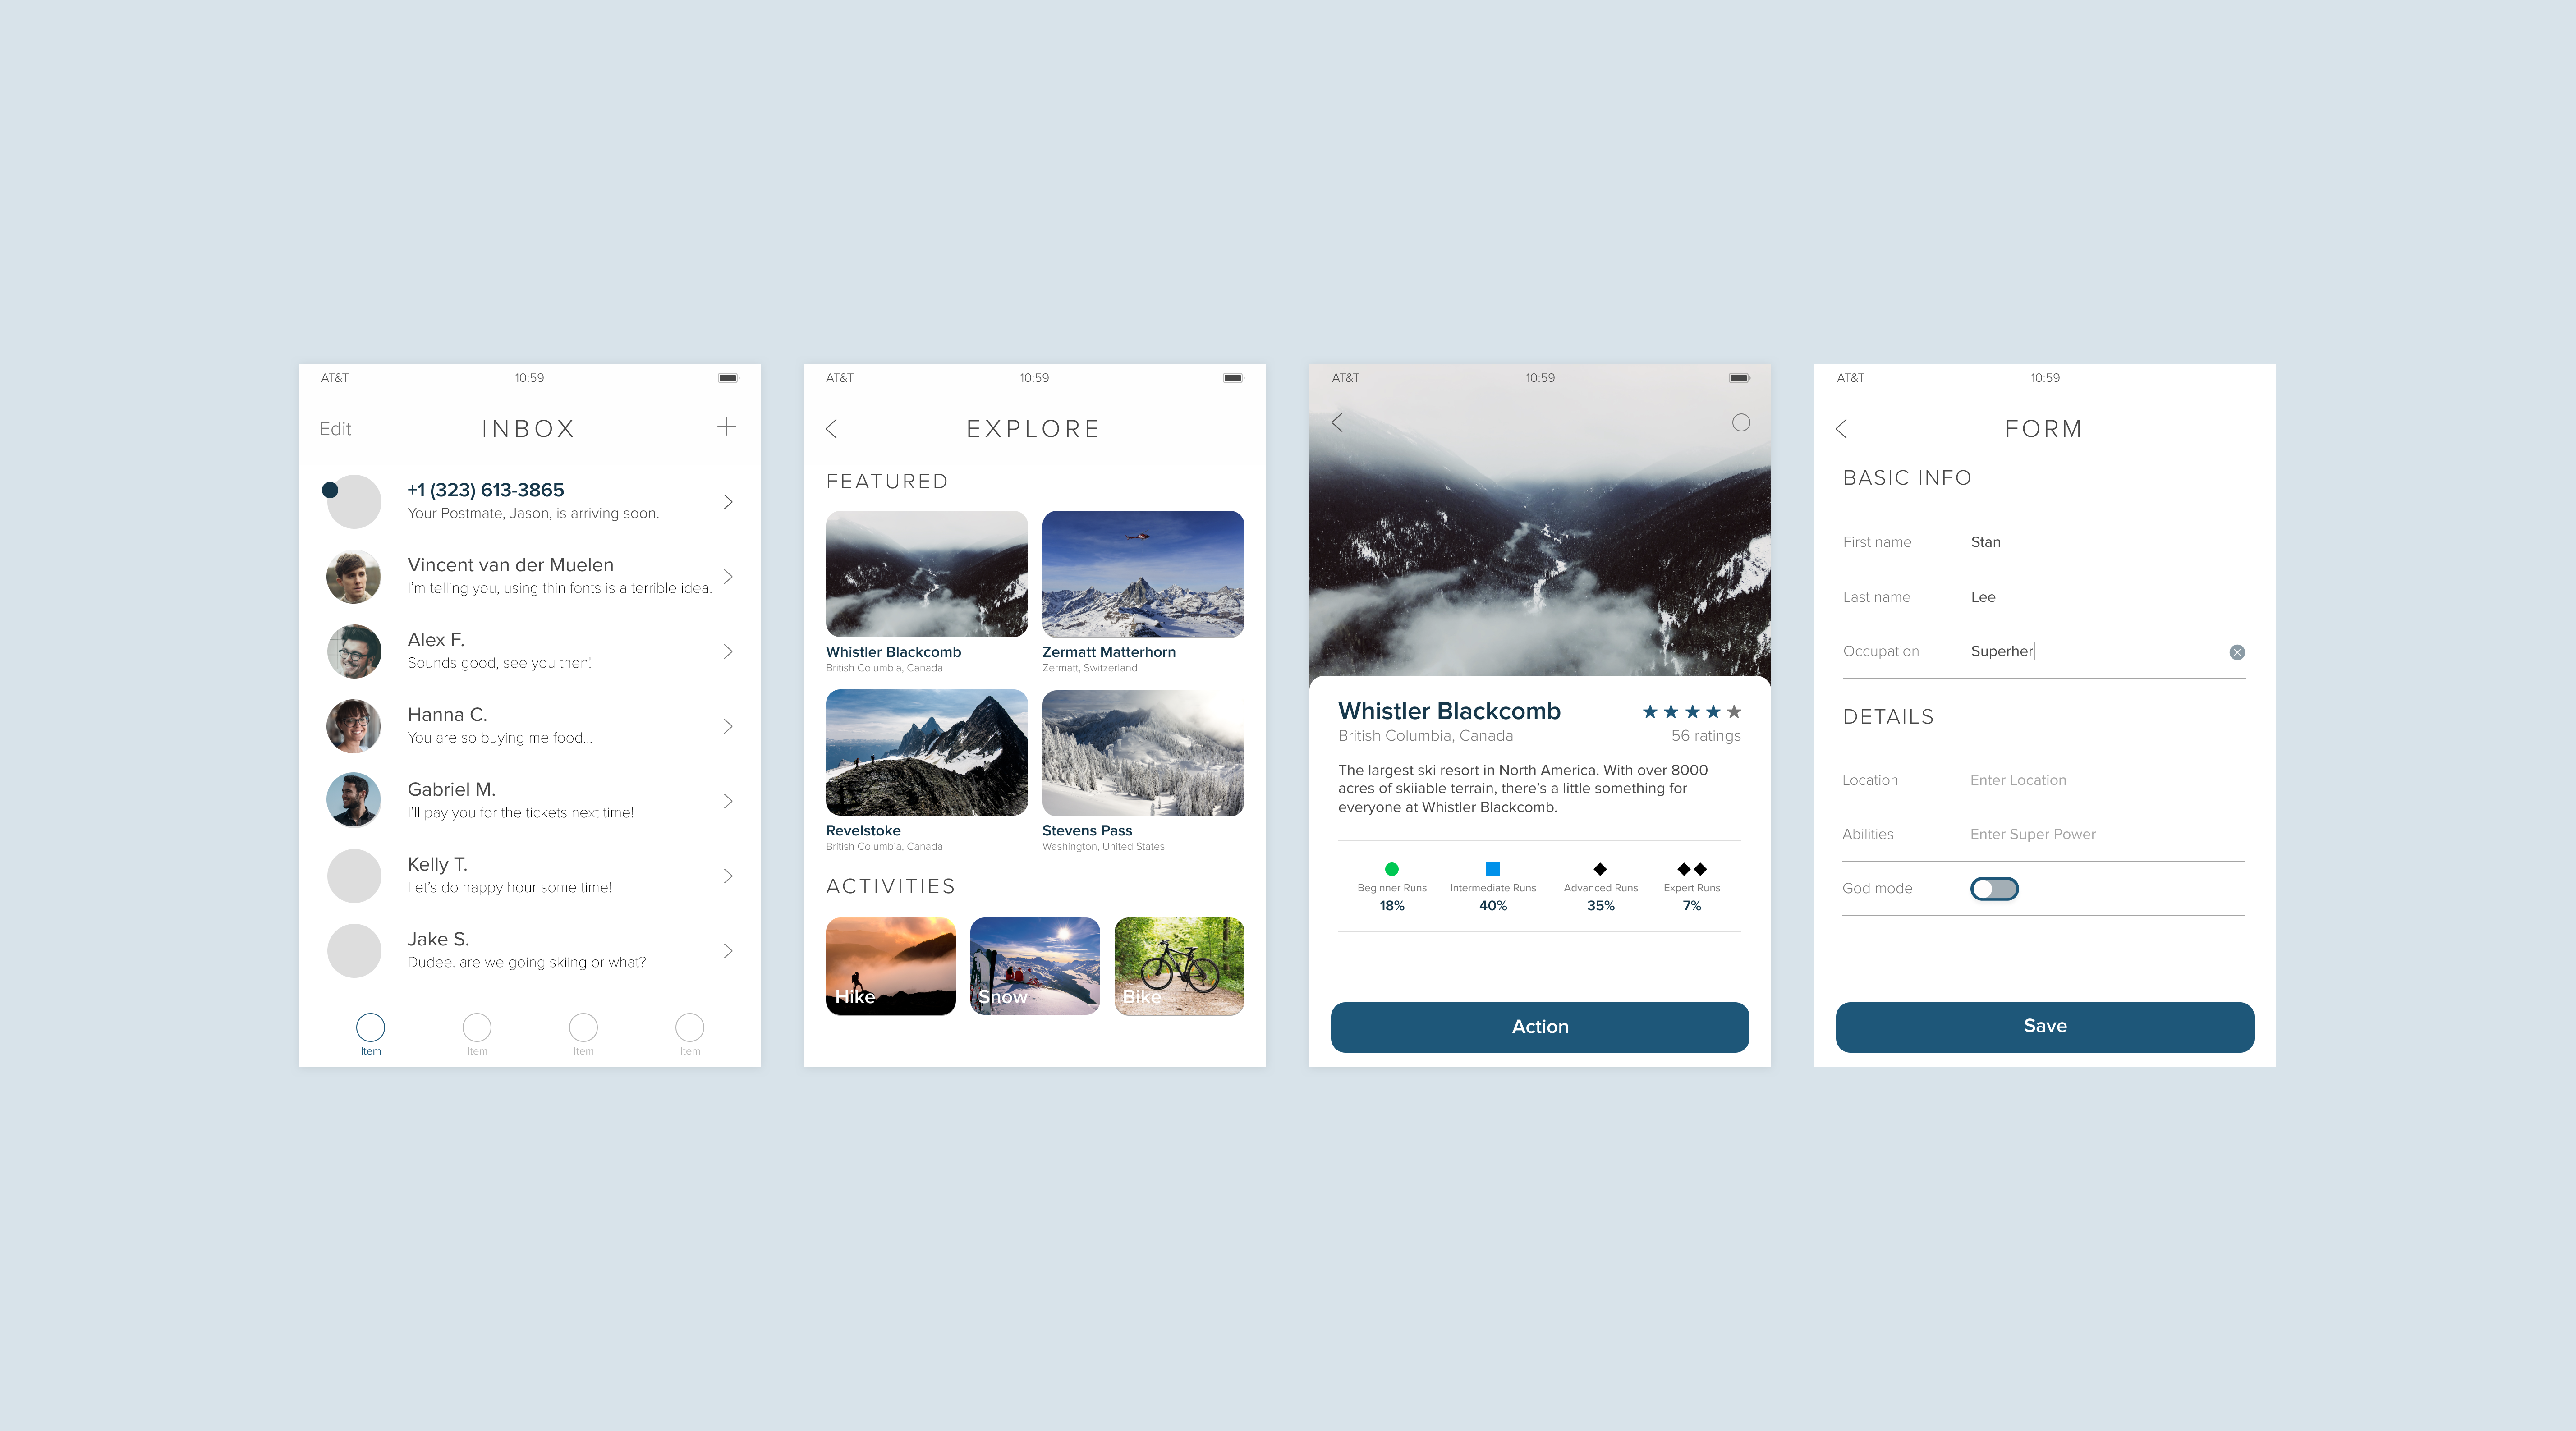 AT&T 10:59
Edit INBOX
+1 (323) 613-3865
Your Postmate, Jason, is arriving soon.
Vincent van der Muelen
I'm telling you, using thin fonts is a terrible idea.
Alex F.
Sounds good, see you then!
Hanna C.
You are so buying me food...
Gabriel M.
I'll pay you for the tickets next time!
Kelly T.
Let's do happy hour some time!
Jake S.
Dudee. are we going skiing or what?
Item Item Item Item
AT&T 10:59
EXPLORE
FEATURED
Whistler Blackcomb
British Columbia, Canada
Zermatt Matterhorn
Zermatt, Switzerland
Revelstoke
British Columbia, Canada
Stevens Pass
Washington, United States
ACTIVITIES
Hike
Snow
Bike
AT&T 10:59
Whistler Blackcomb
British Columbia, Canada
56 ratings
The largest ski resort in North America. With over 8000
acres of skiiable terrain, there's a little something for
everyone at Whistler Blackcomb.
Beginner Runs
18%
Intermediate Runs
40%
Advanced Runs
35%
Expert Runs
7%
Action
AT&T 10:59
FORM
BASIC INFO
First name Stan
Last name Lee
Occupation Superher
DETAILS
Location Enter Location
Abilities Enter Super Power
God mode
Save